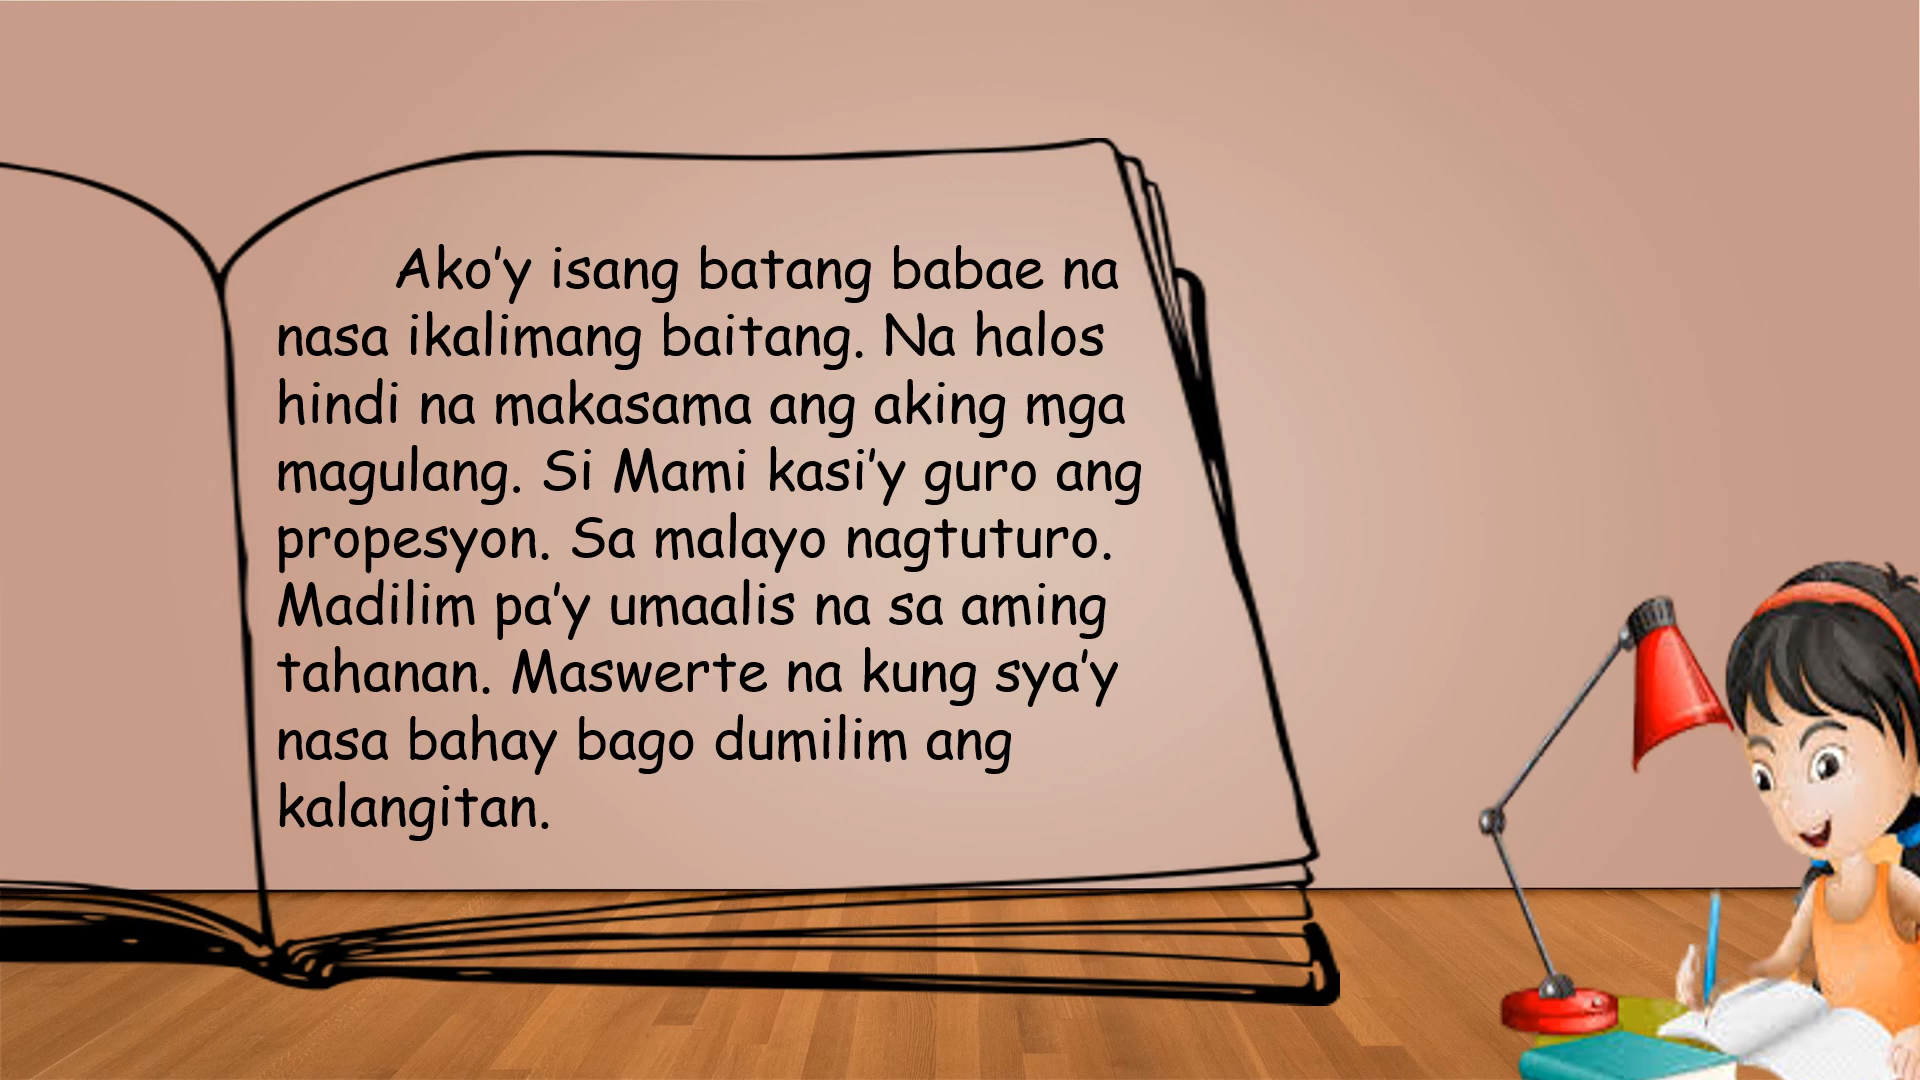 Ako’y isang batang babae na
nasa ikalimang baitang. Na halos
hindi na makasama ang aking mga
magulang. Si Mami kasi’y guro ang
propesyon. Sa malayo nagtuturo.
Madilim pa’y umaalis na sa aming
tahanan. Maswerte na kung sya’y
nasa bahay bago dumilim ang
kalangitan.